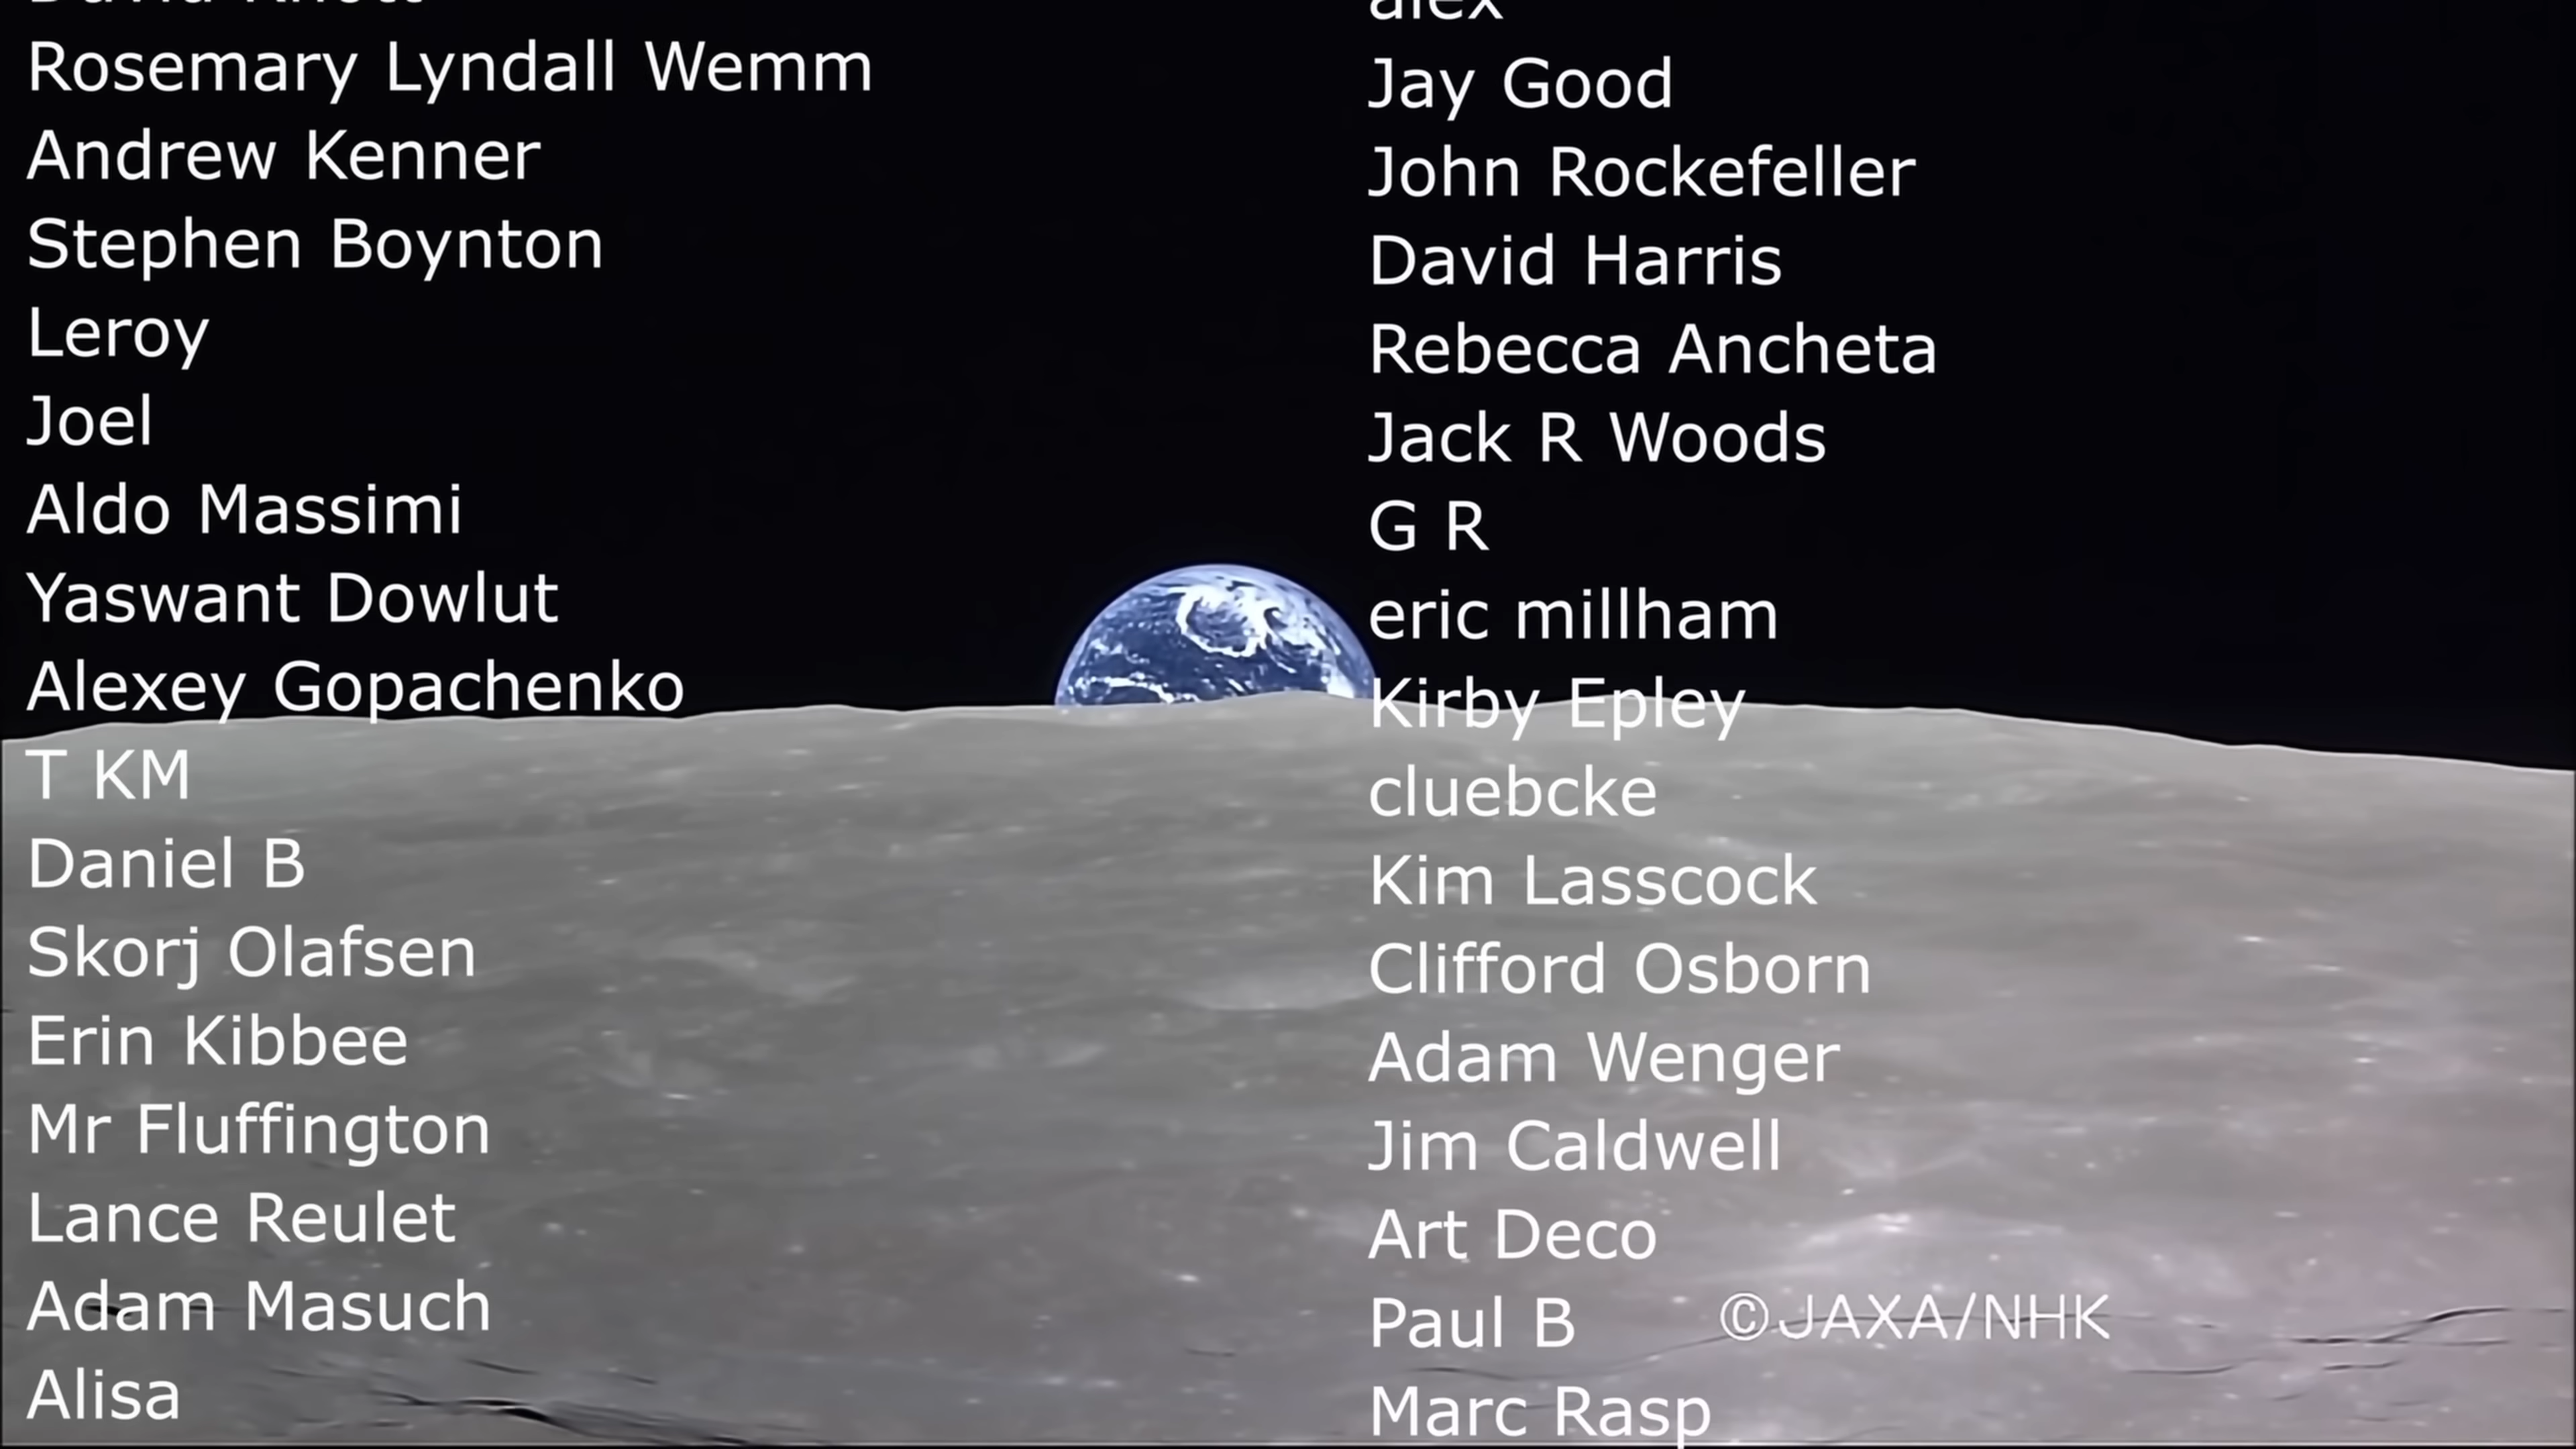 Rosemary Lyndall Wemm
Andrew Kenner
Stephen Boynton
Leroy
Joel
Aldo Massimi
Yaswant Dowlut
Alexey Gopachenko
T KM
Daniel B
Skorj Olafsen
Erin Kibbee
Mr Fluffington
Lance Reulet
Adam Masuch
Alisa
alex
Jay Good
John Rockefeller
David Harris
Rebecca Ancheta
Jack R Woods
G R
eric millham
Kirby Epley
cluebcke
Kim Lasscock
Clifford Osborn
Adam Wenger
Jim Caldwell
Art Deco
Paul B
©JAXA/NHK
Marc Rasp